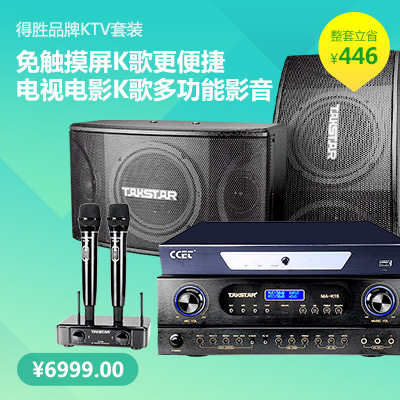 得胜品牌KTV套装
整套立省
¥446
免触摸屏K歌更便捷
电视电影K歌多功能影音
TAKSTAR
TAKSTAR
CCET
TAKSTAR
MA-K15
TAKSTAR
¥6999.00